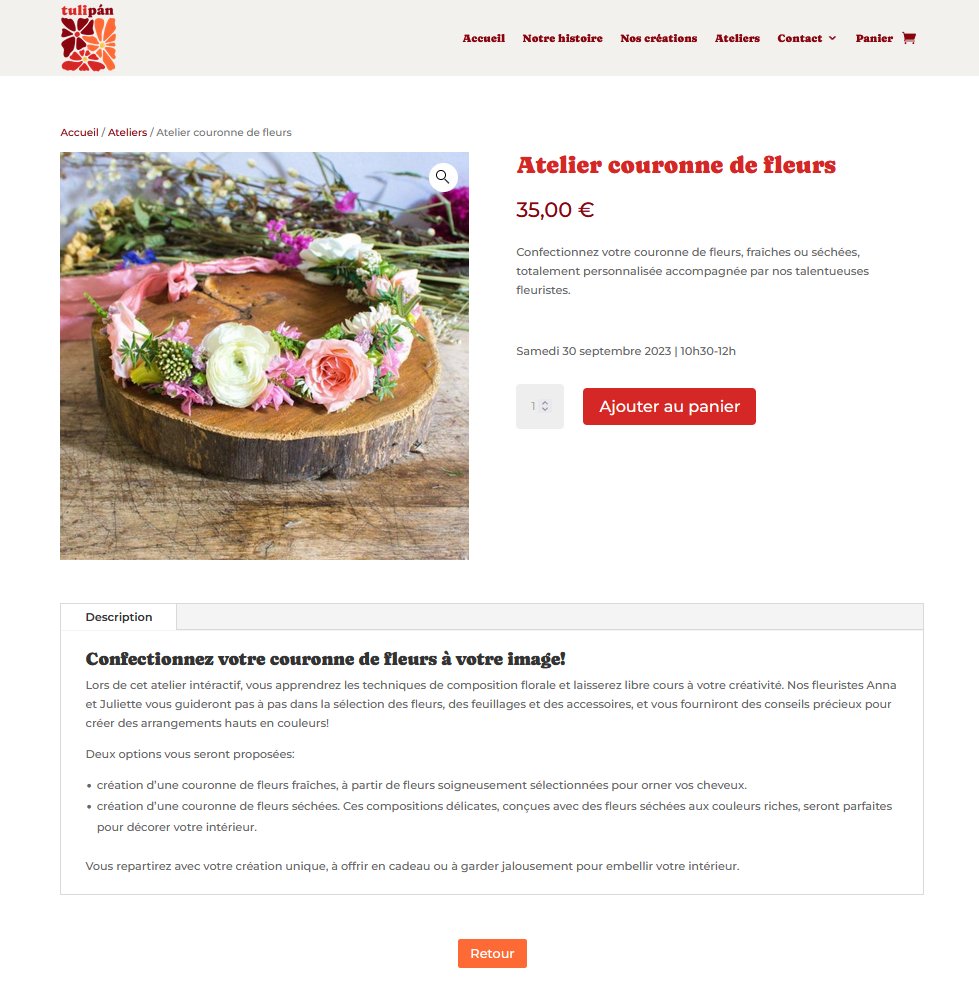 tulipán
Accueil Notre histoire Nos créations Ateliers Contact Panier
Accueil / Ateliers / Atelier couronne de fleurs
Atelier couronne de fleurs
35,00 €
Confectionnez votre couronne de fleurs, fraîches ou séchées,
totalement personnalisée accompagnée par nos talentueuses
fleuristes.
Samedi 30 septembre 2023 | 10h30-12h
1
Ajouter au panier
Description
Confectionnez votre couronne de fleurs à votre image!
Lors de cet atelier intéractif, vous apprendrez les techniques de composition florale et laisserez libre cours à votre créativité. Nos fleuristes Anna
et Juliette vous guideront pas à pas dans la sélection des fleurs, des feuillages et des accessoires, et vous fourniront des conseils précieux pour
créer des arrangements hauts en couleurs!
Deux options vous seront proposées:
• création d’une couronne de fleurs fraîches, à partir de fleurs soigneusement sélectionnées pour orner vos cheveux.
• création d’une couronne de fleurs séchées. Ces compositions délicates, conçues avec des fleurs séchées aux couleurs riches, seront parfaites
pour décorer votre intérieur.
Vous repartirez avec votre création unique, à offrir en cadeau ou à garder jalousement pour embellir votre intérieur.
Retour